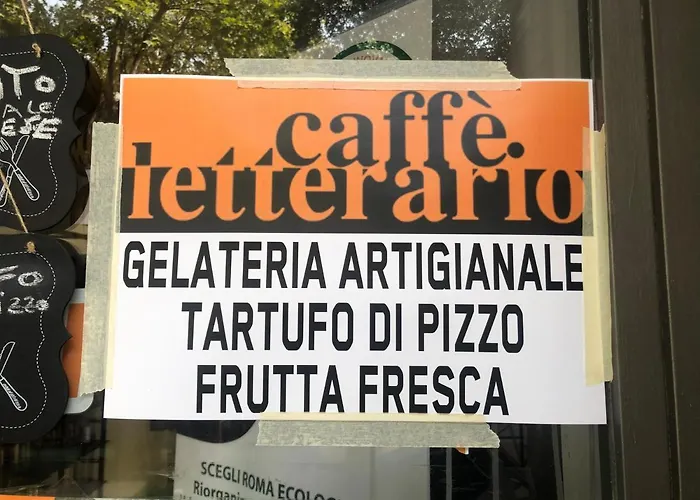 caffè
letterario
GELATERIA ARTIGIANALE
TARTUFO DI PIZZO
FRUTTA FRESCA
SCEGLI ROMA ECOLO